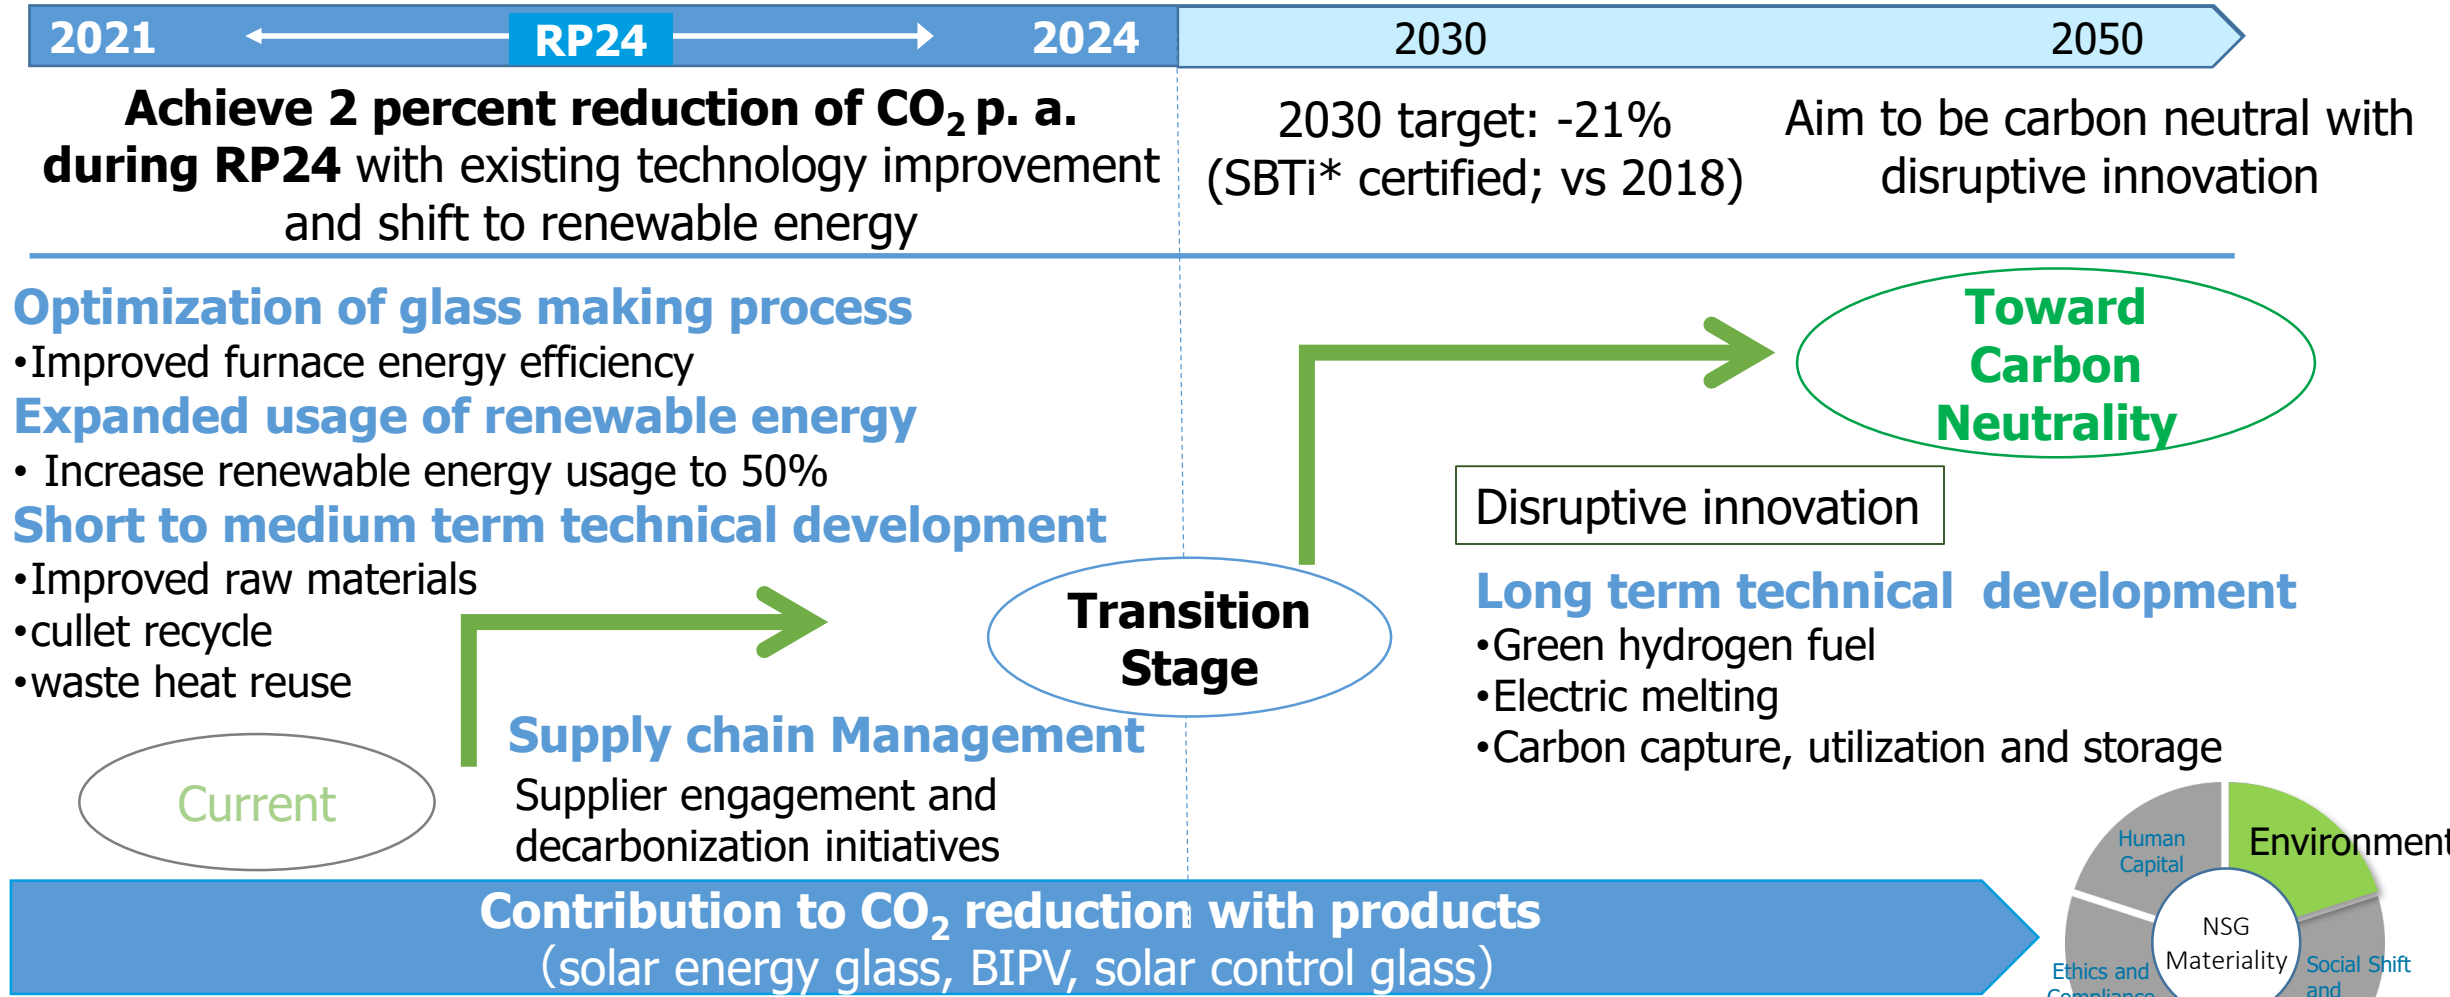 2021
RP24
2024
2030
2050
Achieve 2 percent reduction of CO₂ p. a.
during RP24 with existing technology improvement
and shift to renewable energy
2030 target: -21%
(SBTi* certified; vs 2018)
Aim to be carbon neutral with
disruptive innovation
Optimization of glass making process
•Improved furnace energy efficiency
Expanded usage of renewable energy
• Increase renewable energy usage to 50%
Short to medium term technical development
•Improved raw materials
•cullet recycle
•waste heat reuse
Current
Supply chain Management
Supplier engagement and
decarbonization initiatives
Transition
Stage
Toward
Carbon
Neutrality
Disruptive innovation
Long term technical development
•Green hydrogen fuel
•Electric melting
•Carbon capture, utilization and storage
Contribution to CO₂ reduction with products
(solar energy glass, BIPV, solar control glass)
Human
Capital
Environment
NSG
Materiality
Ethics and
Compliance
Social Shift
and